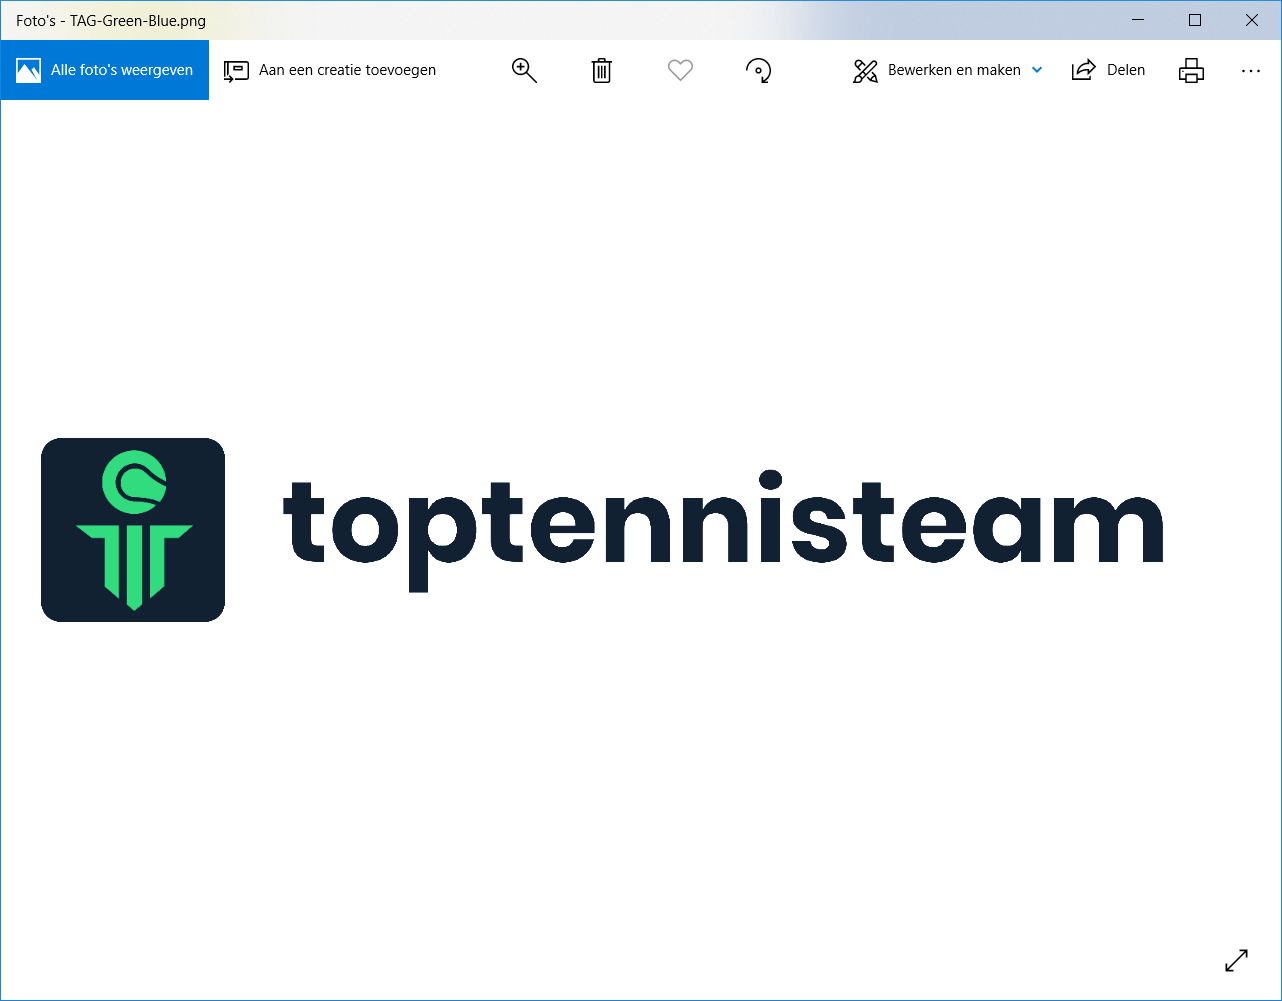 Foto's - TAG-Green-Blue.png
Alle foto's weergeven
Aan een creatie toevoegen
Bewerken en maken
Delen
toptennisteam